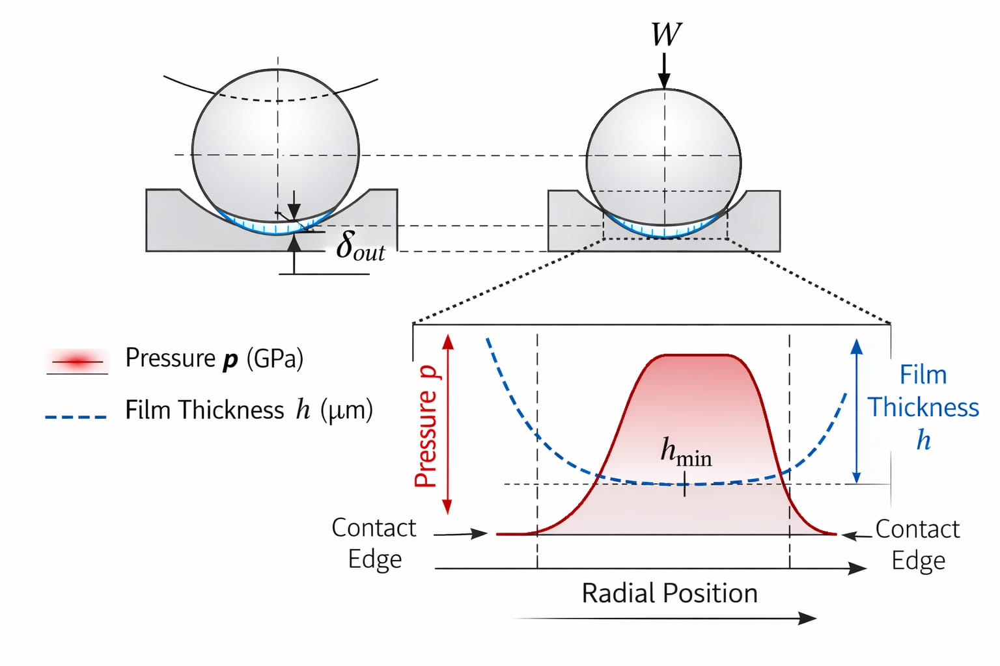 W
δout
Pressure p (GPa)
Film Thickness h (μm)
Pressure p
Film
Thickness
h
hmin
Contact
Edge
Contact
Edge
Radial Position